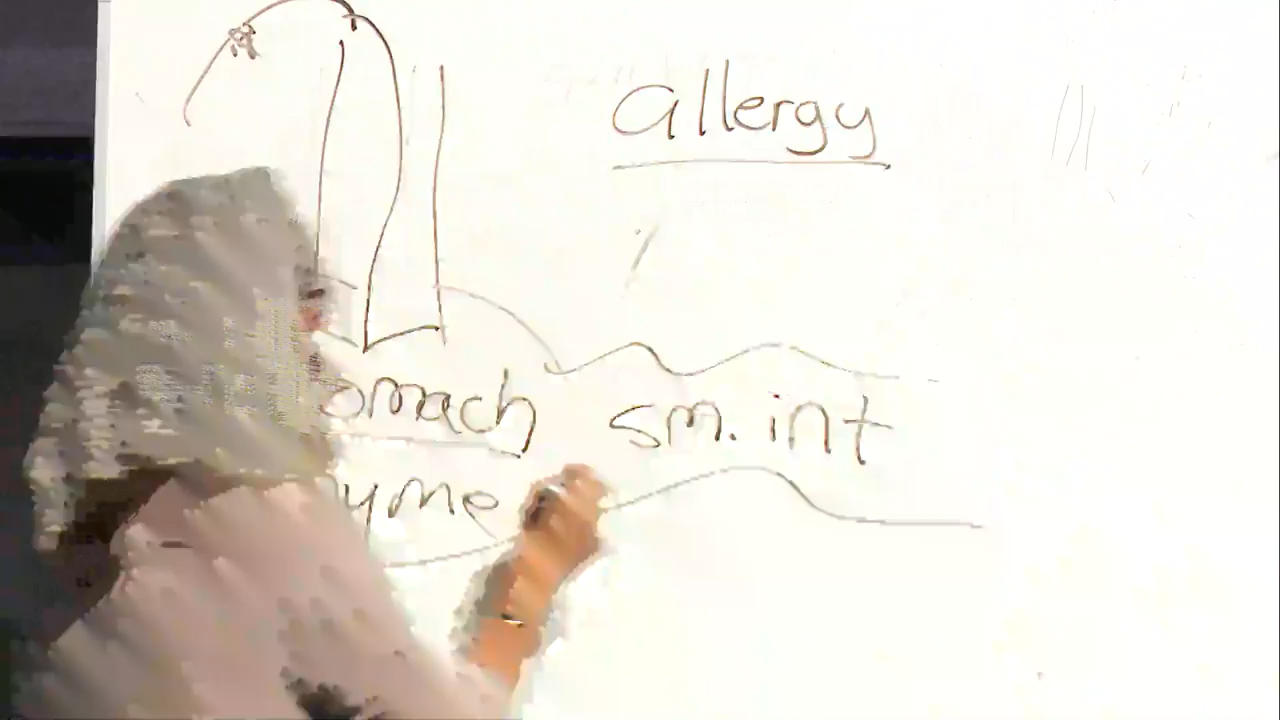 allergy
omach sm. int
yme